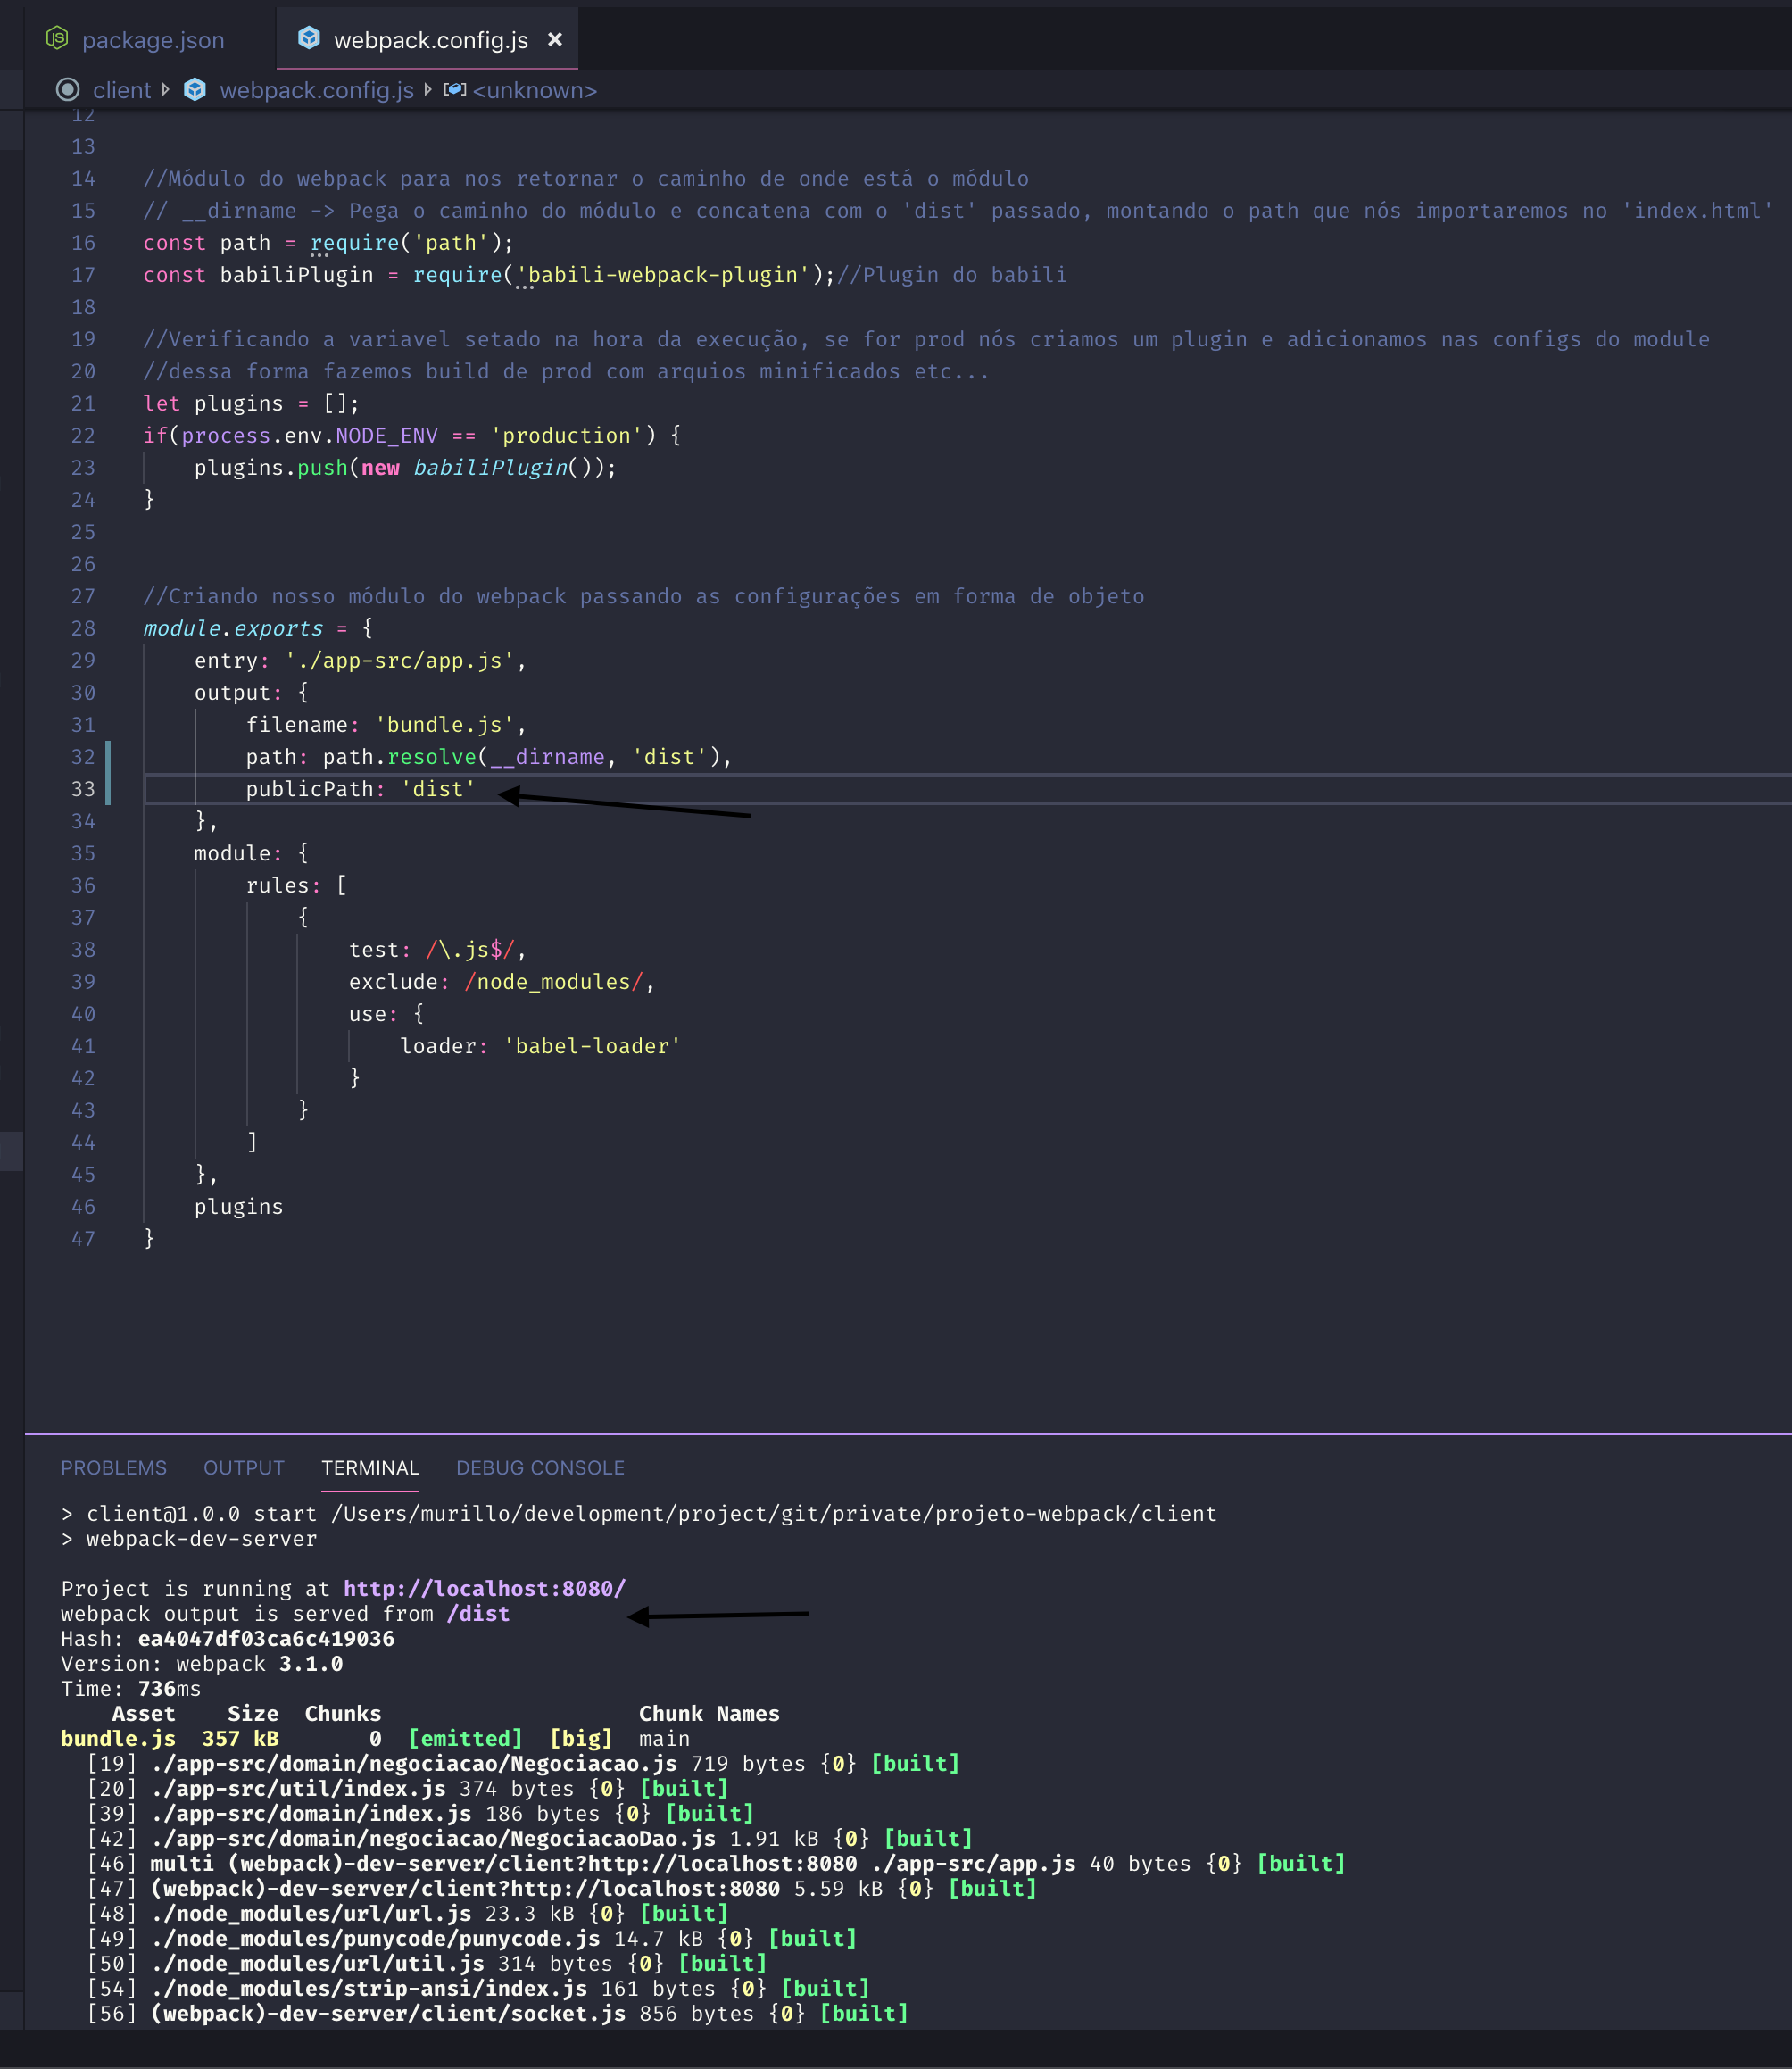 package.json webpack.config.js ×
client webpack.config.js <unknown>
12
13
14 //Módulo do webpack para nos retornar o caminho de onde está o módulo
15 // __dirname -> Pega o caminho do módulo e concatena com o 'dist' passado, montando o path que nós importaremos no 'index.html'
16 const path = require('path');
17 const babiliPlugin = require('babili-webpack-plugin');//Plugin do babili
18
19 //Verificando a variavel setado na hora da execução, se for prod nós criamos um plugin e adicionamos nas configs do module
20 //dessa forma fazemos build de prod com arquios minificados etc...
21 let plugins = [];
22 if(process.env.NODE_ENV == 'production') {
23 plugins.push(new babiliPlugin());
24 }
25
26
27 //Criando nosso módulo do webpack passando as configurações em forma de objeto
28 module.exports = {
29 entry: './app-src/app.js',
30 output: {
31 filename: 'bundle.js',
32 path: path.resolve(__dirname, 'dist'),
33 publicPath: 'dist'
34 },
35 module: {
36 rules: [
37 {
38 test: /\.js$/,
39 exclude: /node_modules/,
40 use: {
41 loader: 'babel-loader'
42 }
43 }
44 ]
45 },
46 plugins
47 }
PROBLEMS OUTPUT TERMINAL DEBUG CONSOLE
> client@1.0.0 start /Users/murillo/development/project/git/private/projeto-webpack/client
> webpack-dev-server
Project is running at http://localhost:8080/
webpack output is served from /dist
Hash: ea4047df03ca6c419036
Version: webpack 3.1.0
Time: 736ms
Asset Size Chunks Chunk Names
bundle.js 357 kB 0 [emitted] [big] main
[19] ./app-src/domain/negociacao/Negociacao.js 719 bytes {0} [built]
[20] ./app-src/util/index.js 374 bytes {0} [built]
[39] ./app-src/domain/index.js 186 bytes {0} [built]
[42] ./app-src/domain/negociacao/NegociacaoDao.js 1.91 kB {0} [built]
[46] multi (webpack)-dev-server/client?http://localhost:8080 ./app-src/app.js 40 bytes {0} [built]
[47] (webpack)-dev-server/client?http://localhost:8080 5.59 kB {0} [built]
[48] ./node_modules/url/url.js 23.3 kB {0} [built]
[49] ./node_modules/punycode/punycode.js 14.7 kB {0} [built]
[50] ./node_modules/url/util.js 314 bytes {0} [built]
[54] ./node_modules/strip-ansi/index.js 161 bytes {0} [built]
[56] (webpack)-dev-server/client/socket.js 856 bytes {0} [built]